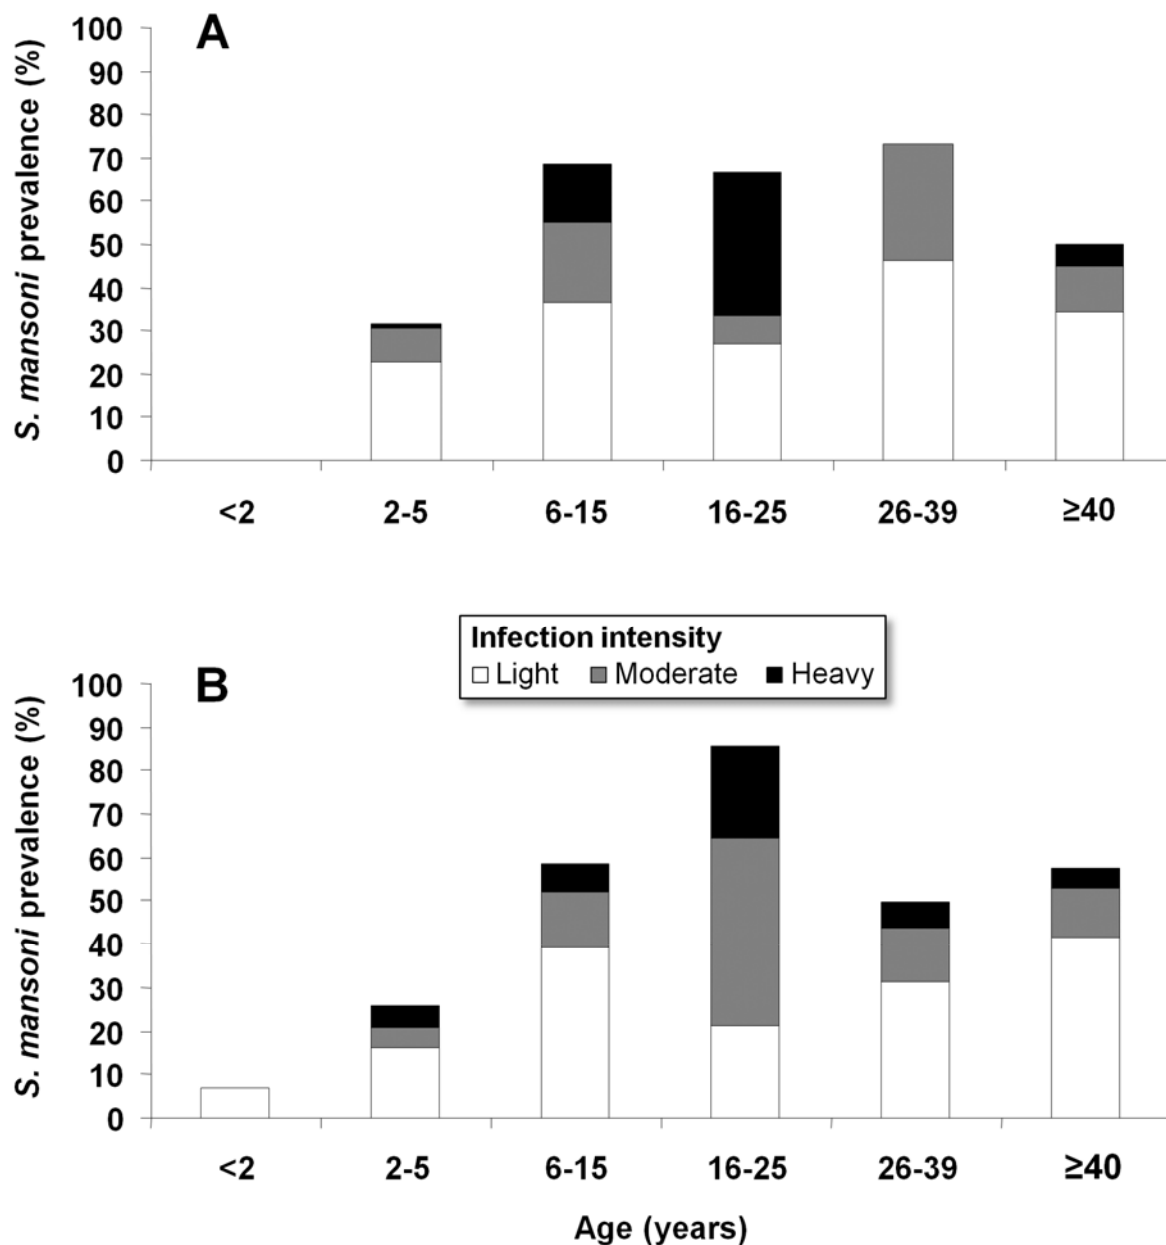 A
S. mansoni prevalence (%)
100
90
80
70
60
50
40
30
20
10
0
<2 2-5 6-15 16-25 26-39 ≥40
Infection intensity
Light Moderate Heavy
B
S. mansoni prevalence (%)
100
90
80
70
60
50
40
30
20
10
0
<2 2-5 6-15 16-25 26-39 ≥40
Age (years)